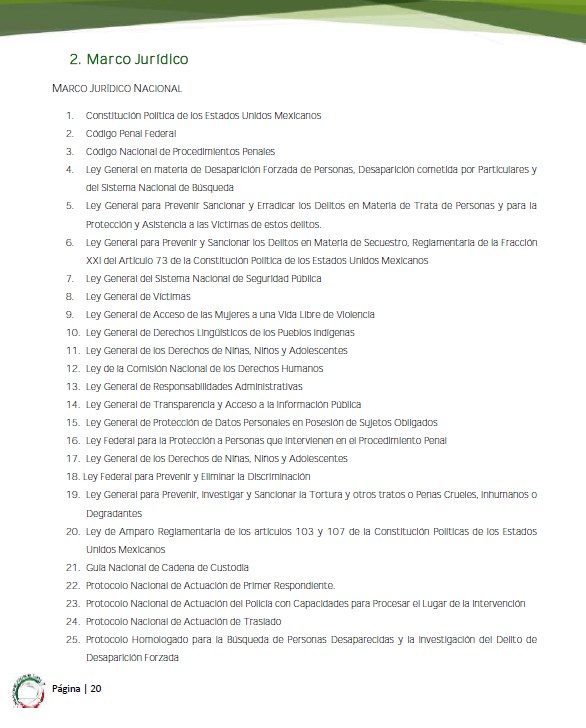 2. Marco Jurídico
MARCO JURÍDICO NACIONAL
1. Constitución Política de los Estados Unidos Mexicanos
2. Código Penal Federal
3. Código Nacional de Procedimientos Penales
4. Ley General en materia de Desaparición Forzada de Personas, Desaparición cometida por Particulares y
del Sistema Nacional de Búsqueda
5. Ley General para Prevenir Sancionar y Erradicar los Delitos en Materia de Trata de Personas y para la
Protección y Asistencia a las Víctimas de estos delitos.
6. Ley General para Prevenir y Sancionar los Delitos en Materia de Secuestro, Reglamentaria de la Fracción
XXI del Artículo 73 de la Constitución Política de los Estados Unidos Mexicanos
7. Ley General del Sistema Nacional de Seguridad Pública
8. Ley General de Víctimas
9. Ley General de Acceso de las Mujeres a una Vida Libre de Violencia
10. Ley General de Derechos Lingüísticos de los Pueblos Indígenas
11. Ley General de los Derechos de Niñas, Niños y Adolescentes
12. Ley de la Comisión Nacional de los Derechos Humanos
13. Ley General de Responsabilidades Administrativas
14. Ley General de Transparencia y Acceso a la Información Pública
15. Ley General de Protección de Datos Personales en Posesión de Sujetos Obligados
16. Ley Federal para la Protección a Personas que Intervienen en el Procedimiento Penal
17. Ley General de los Derechos de Niñas, Niños y Adolescentes
18. Ley Federal para Prevenir y Eliminar la Discriminación
19. Ley General para Prevenir, Investigar y Sancionar la Tortura y otros tratos o Penas Crueles, Inhumanos o
Degradantes
20. Ley de Amparo Reglamentaria de los artículos 103 y 107 de la Constitución Políticas de los Estados
Unidos Mexicanos
21. Guía Nacional de Cadena de Custodia
22. Protocolo Nacional de Actuación de Primer Respondiente.
23. Protocolo Nacional de Actuación del Policía con Capacidades para Procesar el Lugar de la Intervención
24. Protocolo Nacional de Actuación de Traslado
25. Protocolo Homologado para la Búsqueda de Personas Desaparecidas y la Investigación del Delito de
Desaparición Forzada
Página | 20